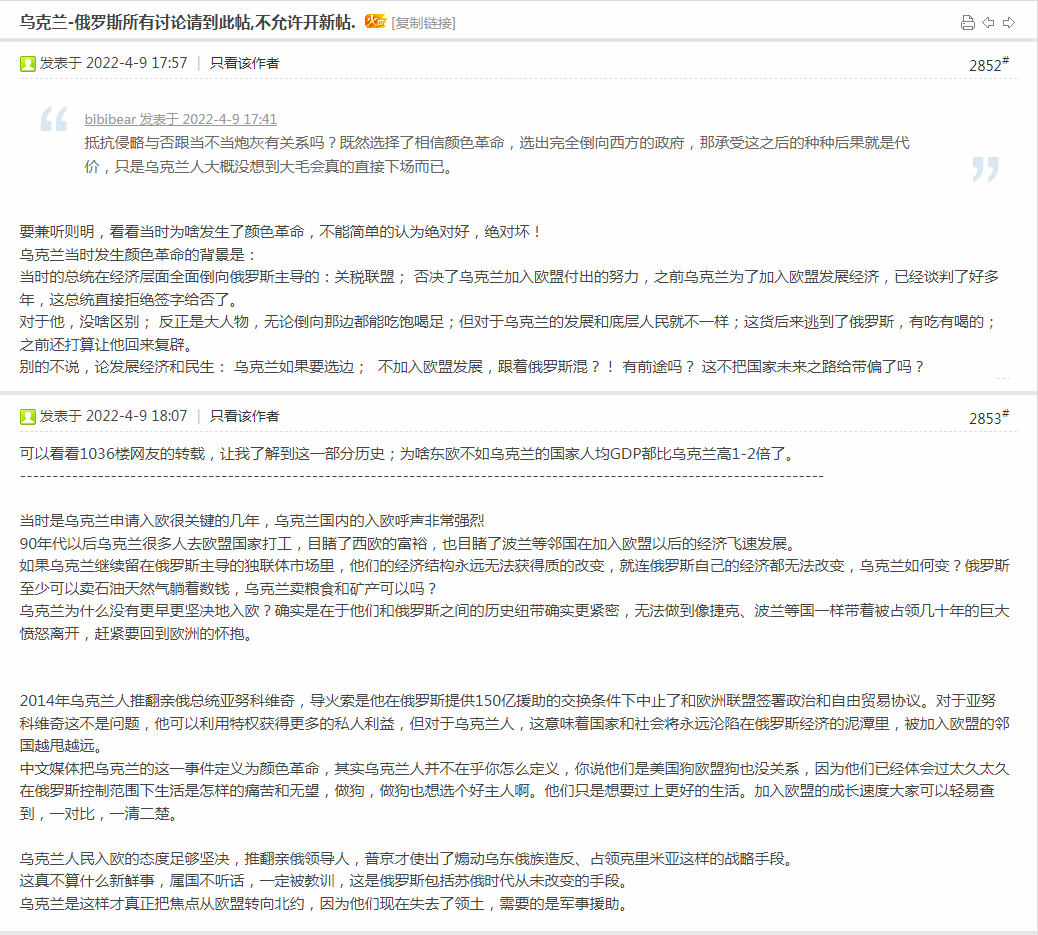 乌克兰-俄罗斯所有讨论请到此帖,不允许开新帖. 火 [复制链接]
发表于 2022-4-9 17:57 | 只看该作者 2852#
bibibear 发表于 2022-4-9 17:41
抵抗侵略与否跟当不当炮灰有关系吗？既然选择了相信颜色革命，选出完全倒向西方的政府，那承受这之后的种种后果就是代
价，只是乌克兰人大概没想到大毛会真的直接下场而已。
要兼听则明，看看当时为啥发生了颜色革命，不能简单的认为绝对好，绝对坏！
乌克兰当时发生颜色革命的背景是：
当时的总统在经济层面全面倒向俄罗斯主导的：关税联盟； 否决了乌克兰加入欧盟付出的努力，之前乌克兰为了加入欧盟发展经济，已经谈判了好多
年，这总统直接拒绝签字给否了。
对于他，没啥区别； 反正是大人物，无论倒向那边都能吃饱喝足；但对于乌克兰的发展和底层人民就不一样；这货后来逃到了俄罗斯，有吃有喝的；
之前还打算让他回来复辟。
别的不说，论发展经济和民生： 乌克兰如果要选边； 不加入欧盟发展，跟着俄罗斯混？！ 有前途吗？ 这不把国家未来之路给带偏了吗？
发表于 2022-4-9 18:07 | 只看该作者 2853#
可以看看1036楼网友的转载，让我了解到这一部分历史；为啥东欧不如乌克兰的国家人均GDP都比乌克兰高1-2倍了。
--------------------------------------------------------------------------------------------------------------------------------
当时是乌克兰申请入欧很关键的几年，乌克兰国内的入欧呼声非常强烈
90年代以后乌克兰很多人去欧盟国家打工，目睹了西欧的富裕，也目睹了波兰等邻国在加入欧盟以后的经济飞速发展。
如果乌克兰继续留在俄罗斯主导的独联体市场里，他们的经济结构永远无法获得质的改变，就连俄罗斯自己的经济都无法改变，乌克兰如何变？俄罗斯
至少可以卖石油天然气躺着数钱，乌克兰卖粮食和矿产可以吗？
乌克兰为什么没有更早更坚决地入欧？确实是在于他们和俄罗斯之间的历史纽带确实更紧密，无法做到像捷克、波兰等国一样带着被占领几十年的巨大
愤怒离开，赶紧要回到欧洲的怀抱。
2014年乌克兰人推翻亲俄总统亚努科维奇，导火索是他在俄罗斯提供150亿援助的交换条件下中止了和欧洲联盟签署政治和自由贸易协议。对于亚努
科维奇这不是问题，他可以利用特权获得更多的私人利益，但对于乌克兰人，这意味着国家和社会将永远沦陷在俄罗斯经济的泥潭里，被加入欧盟的邻
国越甩越远。
中文媒体把乌克兰的这一事件定义为颜色革命，其实乌克兰人并不在乎你怎么定义，你说他们是美国狗欧盟狗也没关系，因为他们已经体会过太久太久
在俄罗斯控制范围下生活是怎样的痛苦和无望，做狗，做狗也想选个好主人啊。他们只是想要过上更好的生活。加入欧盟的成长速度大家可以轻易查
到，一对比，一清二楚。
乌克兰人民入欧的态度足够坚决，推翻亲俄领导人，普京才使出了煽动乌东俄族造反、占领克里米亚这样的战略手段。
这真不算什么新鲜事，属国不听话，一定被教训，这是俄罗斯包括苏俄时代从未改变的手段。
乌克兰是这样才真正把焦点从欧盟转向北约，因为他们现在失去了领土，需要的是军事援助。